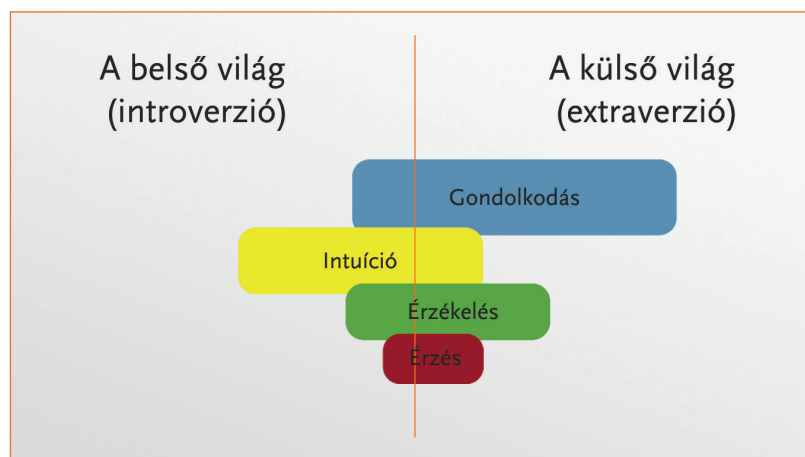 A belső világ
(introverzió)
A külső világ
(extraverzió)
Gondolkodás
Intuíció
Érzékelés
Érzés